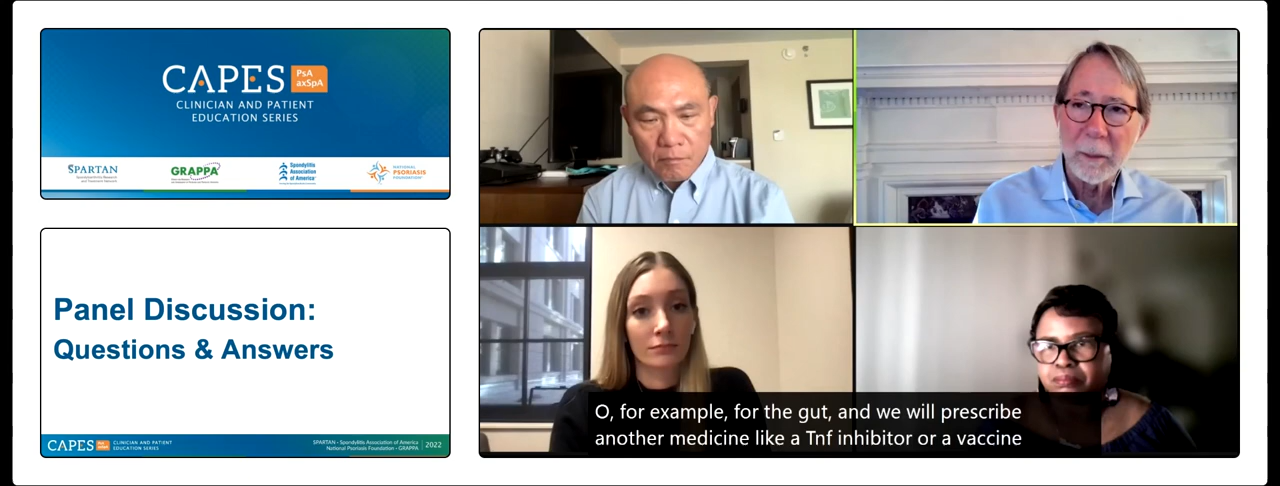 CAPES PsA
axSpA
CLINICIAN AND PATIENT
EDUCATION SERIES
SPARTAN
GRAPPA
Spondylitis
Association
of America
NATIONAL
PSORIASIS
FOUNDATION
Panel Discussion:
Questions & Answers
CAPES
CLINICIAN AND PATIENT
EDUCATION SERIES
SPARTAN - Spondylitis Association of America
National Psoriasis Foundation - GRAPPA
2022
O, for example, for the gut, and we will prescribe
another medicine like a Tnf inhibitor or a vaccine